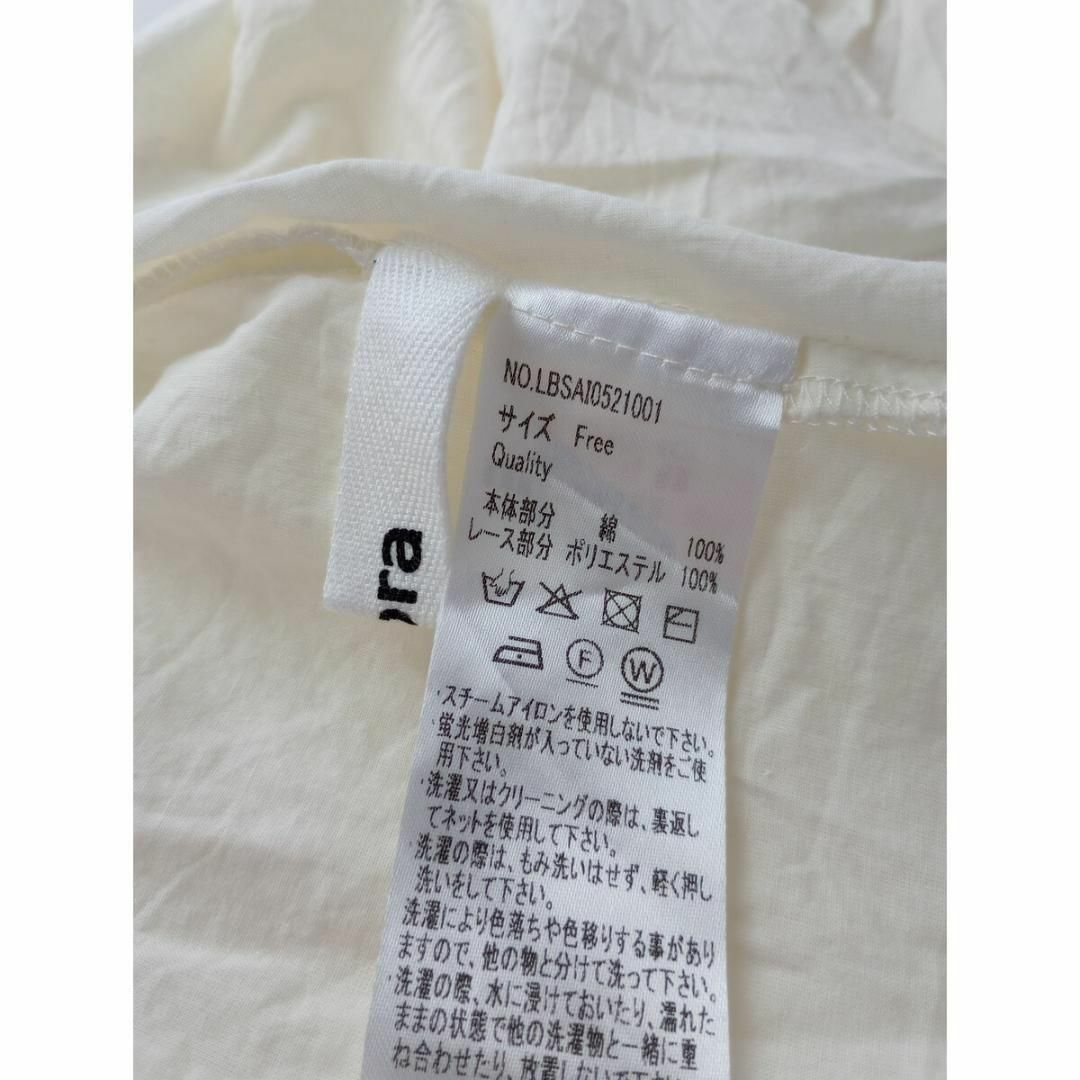 NO.LBSAI0521001
サイズ Free
Quality
本体部分 綿 100%
レース部分 ポリエステル 100%
F W
・スチームアイロンを使用しないで下さい。
・蛍光増白剤が入っていない洗剤をご使
用下さい。
・洗濯又はクリーニングの際は、裏返し
てネットを使用して下さい。
・洗濯の際は、もみ洗いはせず、軽く押し
洗いをして下さい。
洗濯により色落ちや色移りする事があり
ますので、他の物と分けて洗って下さい。
・洗濯の際、水に浸けておいたり、濡れた
ままの状態で他の洗濯物と一緒に重
ね合わせたり、放置しないで下さ
ora